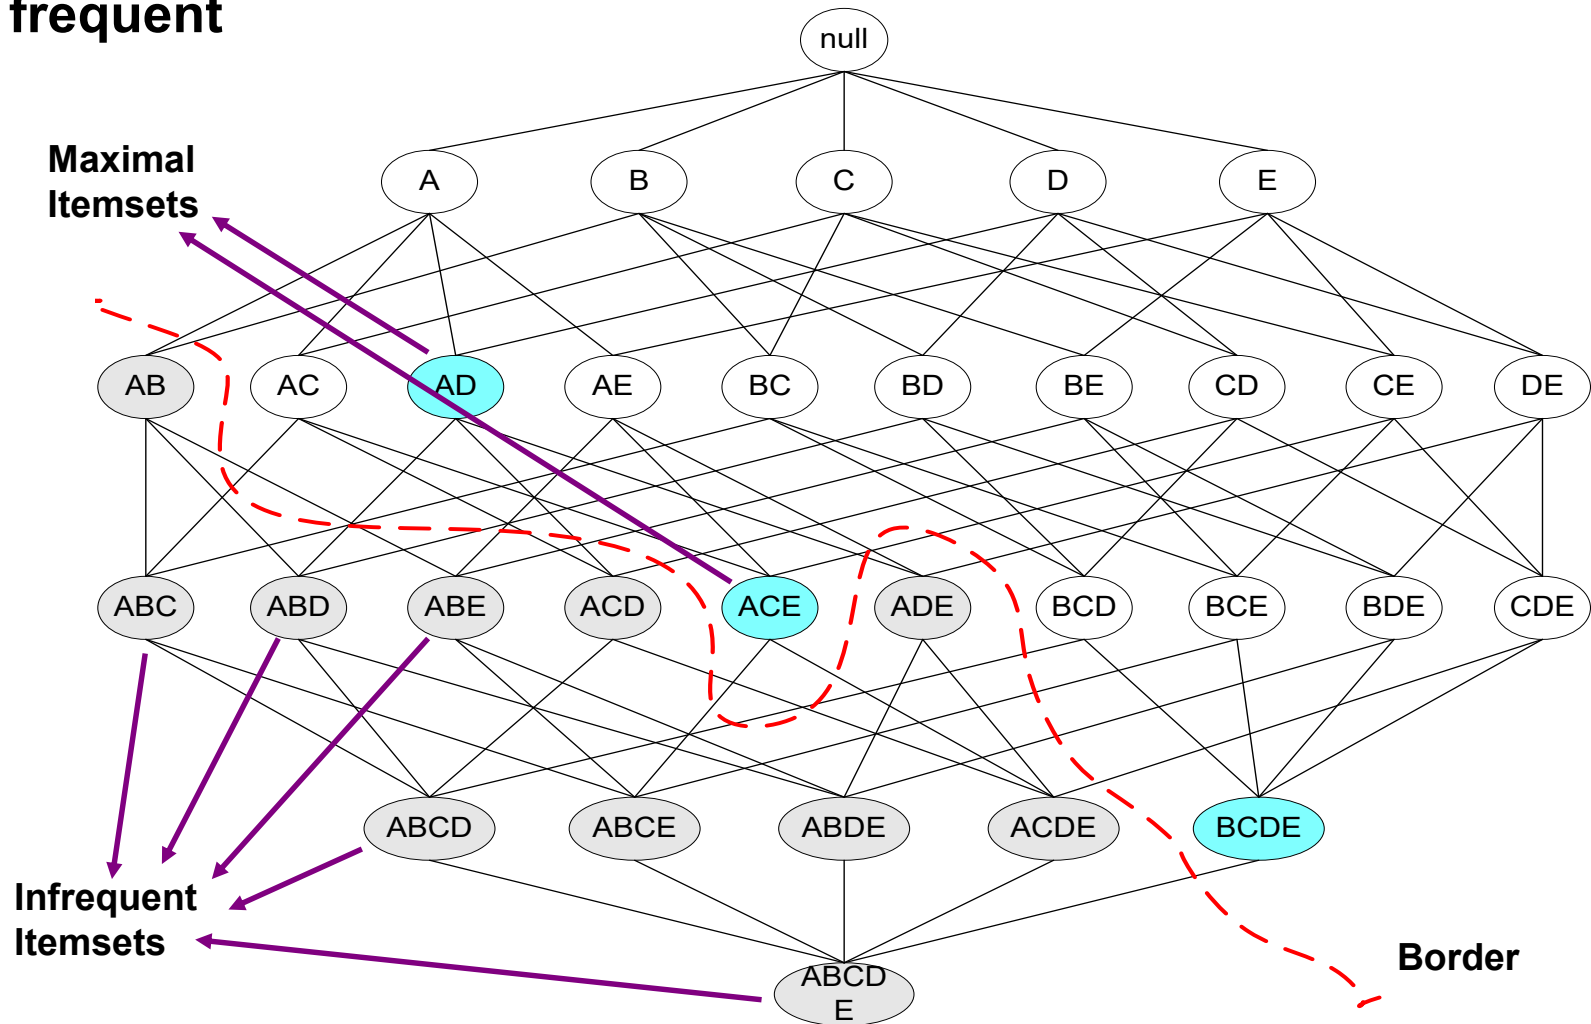 frequent
null
Maximal
Itemsets
A B C D E
AB AC AD AE BC BD BE CD CE DE
ABC ABD ABE ACD ACE ADE BCD BCE BDE CDE
ABCD ABCE ABDE ACDE BCDE
Infrequent
Itemsets
Border
ABCD
E